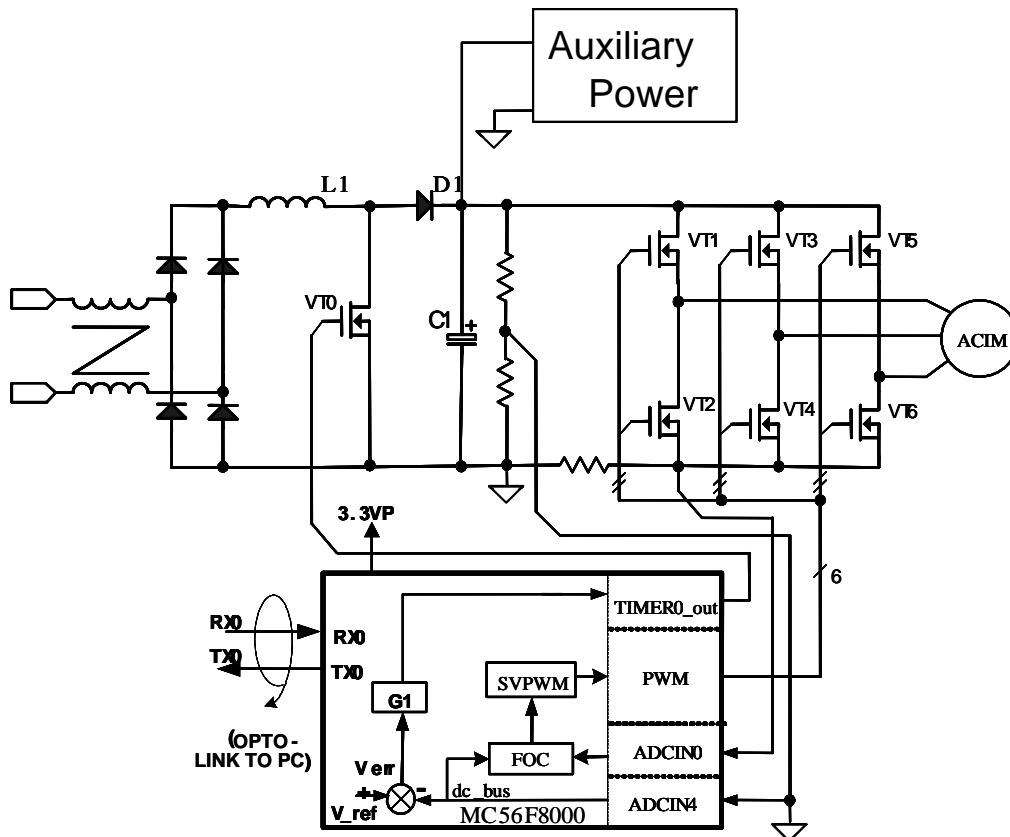 Auxiliary
Power
L1
D1
VT1
VT3
VT5
VT0
C1
+
ACIM
VT2
VT4
VT6
3.3VP
6
TIMER0_out
RX0
RX0
TX0
TX0
SVPWM
PWM
G1
(OPTO-
LINK TO PC)
FOC
ADCIN0
Verr
+
-
dc_bus
ADCIN4
V_ref
MC56F8000